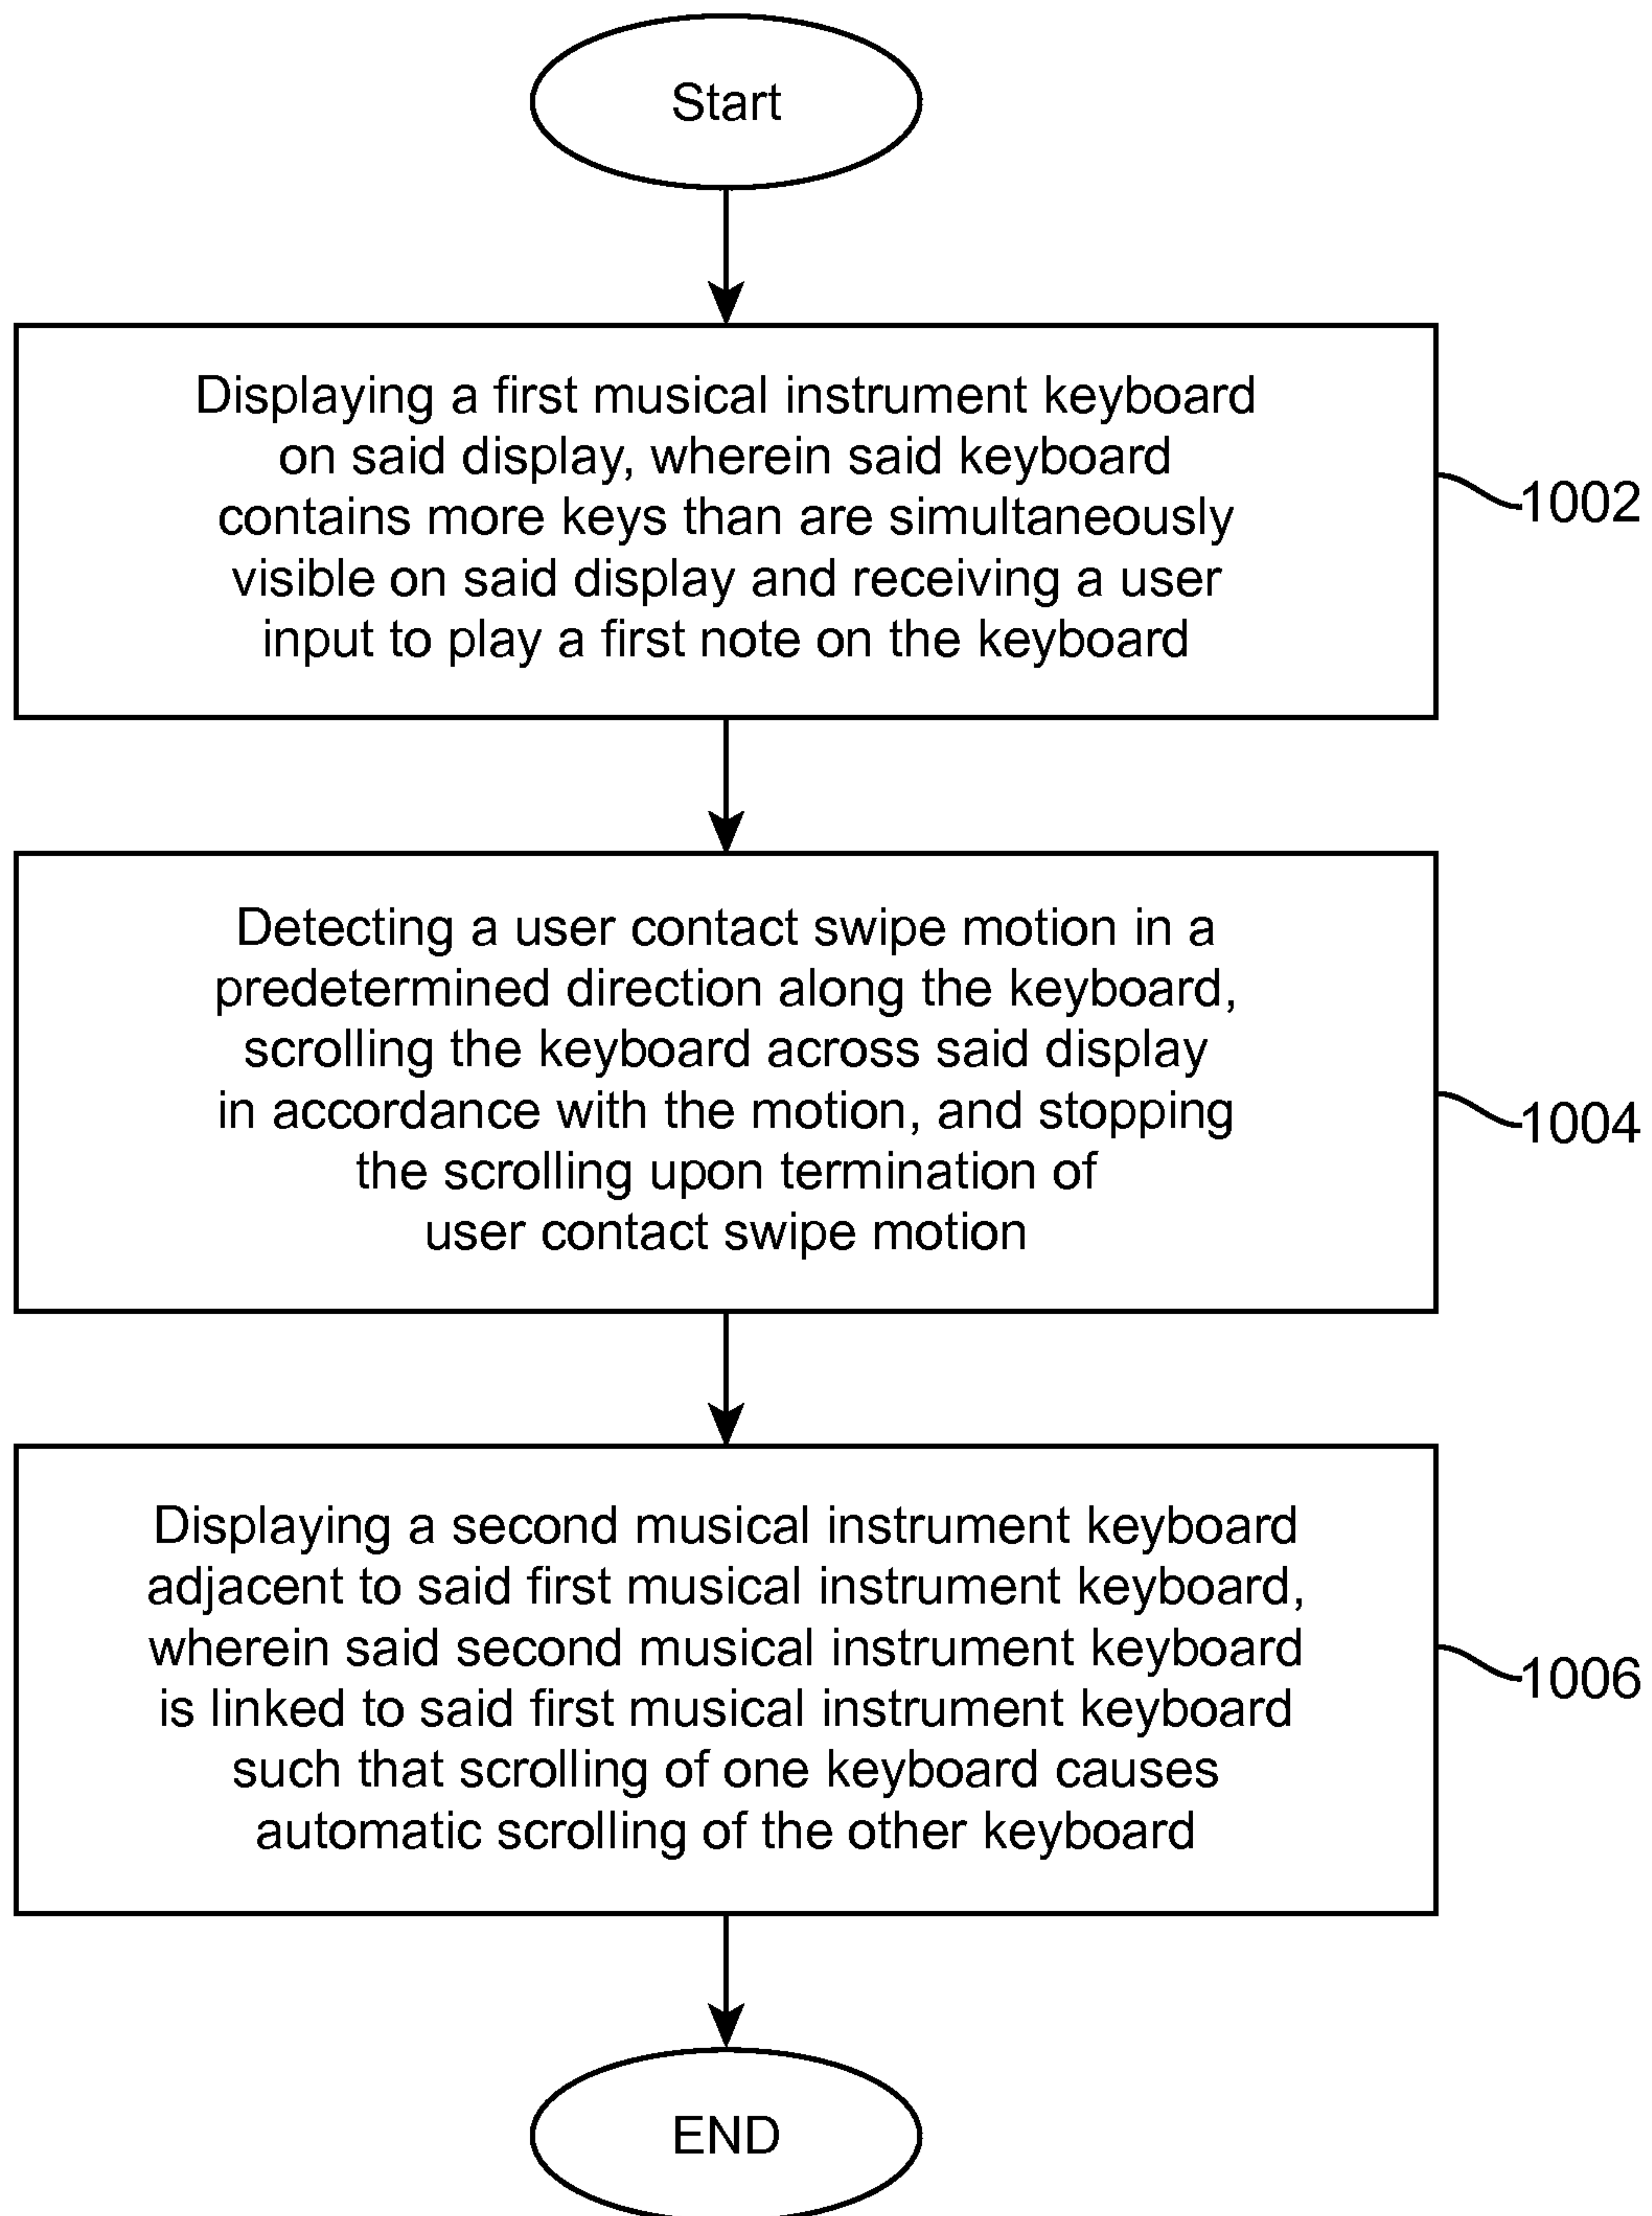 Start
Displaying a first musical instrument keyboard
on said display, wherein said keyboard
contains more keys than are simultaneously
visible on said display and receiving a user
input to play a first note on the keyboard
1002
Detecting a user contact swipe motion in a
predetermined direction along the keyboard,
scrolling the keyboard across said display
in accordance with the motion, and stopping
the scrolling upon termination of
user contact swipe motion
1004
Displaying a second musical instrument keyboard
adjacent to said first musical instrument keyboard,
wherein said second musical instrument keyboard
is linked to said first musical instrument keyboard
such that scrolling of one keyboard causes
automatic scrolling of the other keyboard
1006
END